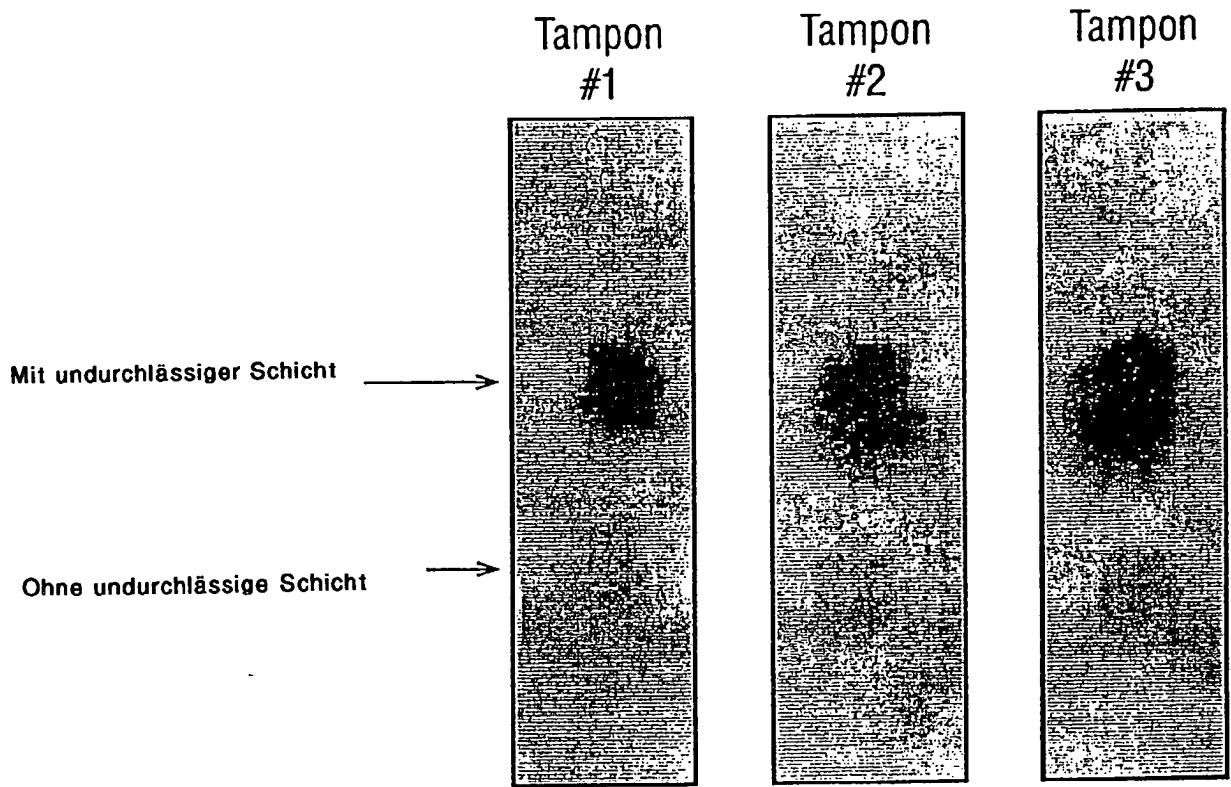 Tampon
#1
Tampon
#2
Tampon
#3
Mit undurchlässiger Schicht
Ohne undurchlässige Schicht